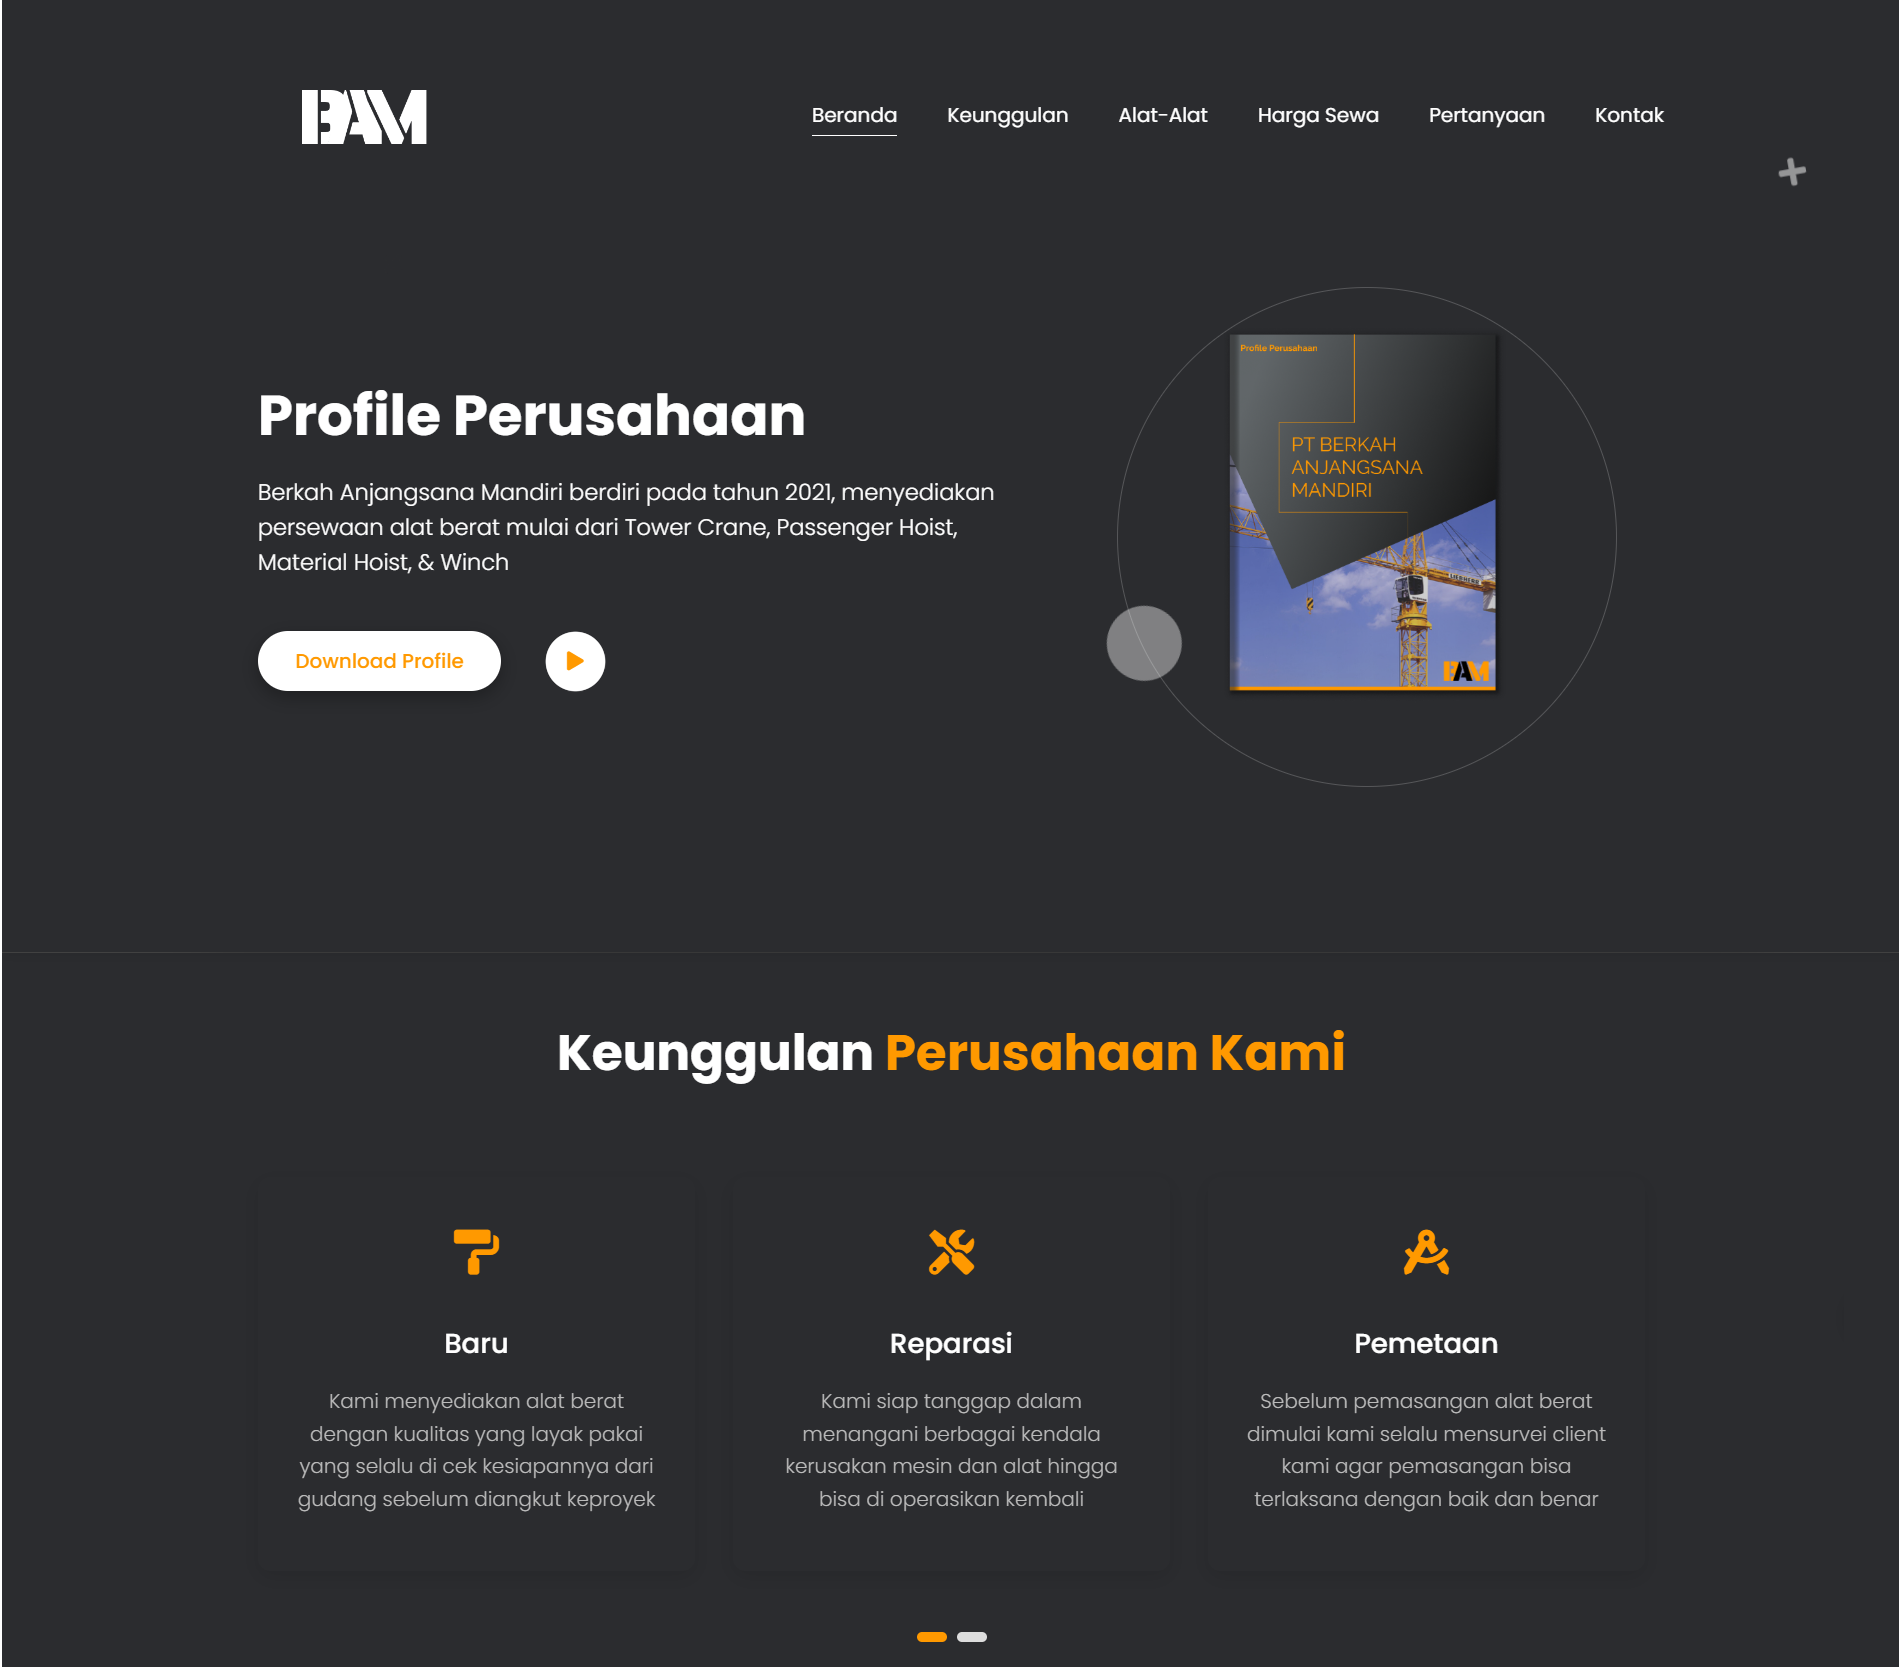 BAM
Beranda Keunggulan Alat-Alat Harga Sewa Pertanyaan Kontak
Profile Perusahaan
Berkah Anjangsana Mandiri berdiri pada tahun 2021, menyediakan
persewaan alat berat mulai dari Tower Crane, Passenger Hoist,
Material Hoist, & Winch
Download Profile
Profile Perusahaan
PT BERKAH
ANJANGSANA
MANDIRI
LIEBHERR
BAM
Keunggulan Perusahaan Kami
Baru
Kami menyediakan alat berat
dengan kualitas yang layak pakai
yang selalu di cek kesiapannya dari
gudang sebelum diangkut keproyek
Reparasi
Kami siap tanggap dalam
menangani berbagai kendala
kerusakan mesin dan alat hingga
bisa di operasikan kembali
Pemetaan
Sebelum pemasangan alat berat
dimulai kami selalu mensurvei client
kami agar pemasangan bisa
terlaksana dengan baik dan benar